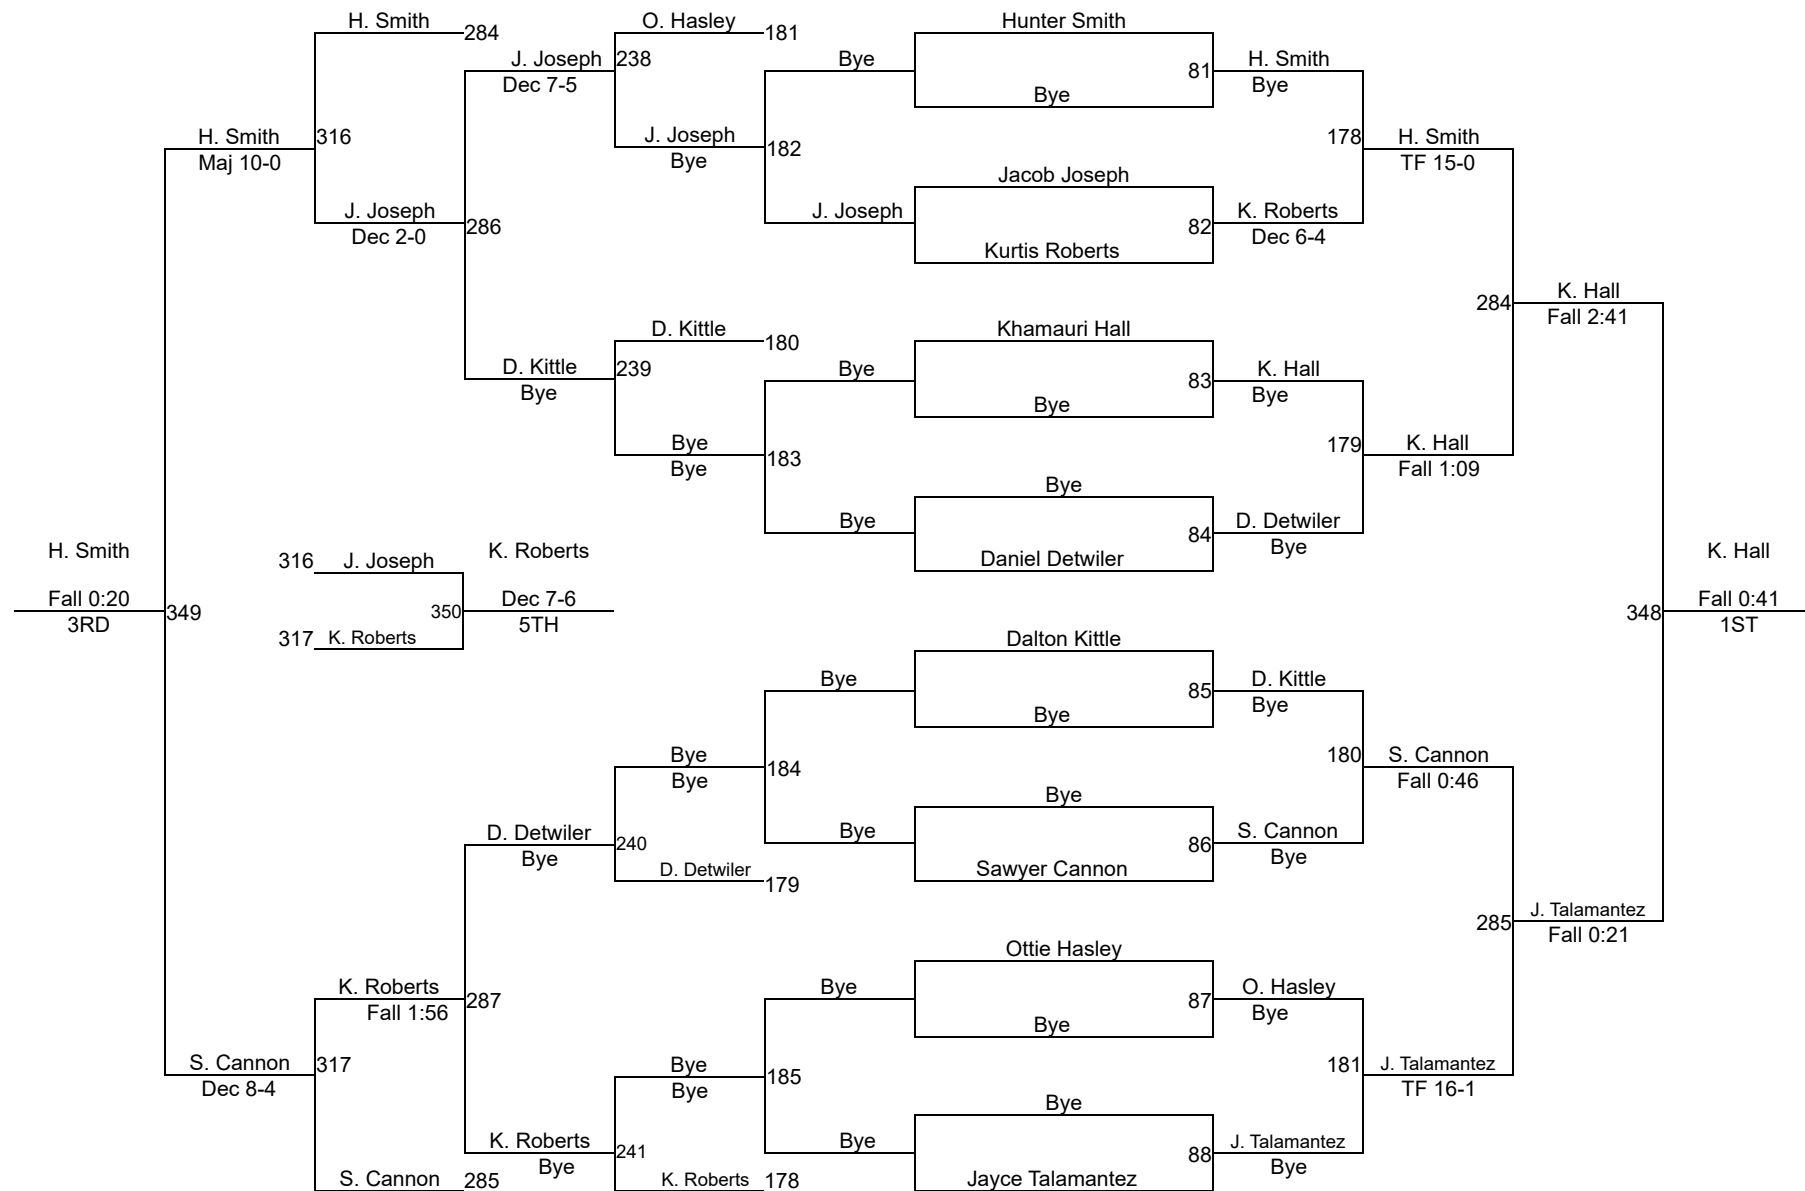 H. Smith
284
O. Hasley
181
Hunter Smith
J. Joseph
238
Dec 7-5
Bye
81
H. Smith
Bye
Bye
H. Smith
316
Maj 10-0
J. Joseph
182
Bye
178
H. Smith
TF 15-0
Jacob Joseph
J. Joseph
286
Dec 2-0
J. Joseph
82
K. Roberts
Dec 6-4
Kurtis Roberts
284
K. Hall
Fall 2:41
D. Kittle
180
Khamauri Hall
D. Kittle
239
Bye
Bye
83
K. Hall
Bye
Bye
Bye
183
Bye
179
K. Hall
Fall 1:09
Bye
Bye
84
D. Detwiler
Bye
Daniel Detwiler
H. Smith
316
J. Joseph
K. Roberts
K. Hall
Fall 0:20
349
3RD
350
Dec 7-6
5TH
317
K. Roberts
348
Fall 0:41
1ST
Dalton Kittle
Bye
85
D. Kittle
Bye
Bye
Bye
184
Bye
180
S. Cannon
Fall 0:46
Bye
D. Detwiler
240
Bye
Bye
86
S. Cannon
Bye
D. Detwiler
179
Sawyer Cannon
285
J. Talamantez
Fall 0:21
Ottie Hasley
K. Roberts
287
Fall 1:56
Bye
87
O. Hasley
Bye
Bye
S. Cannon
317
Dec 8-4
Bye
185
Bye
181
J. Talamantez
TF 16-1
Bye
K. Roberts
241
Bye
Bye
88
J. Talamantez
Bye
S. Cannon
285
K. Roberts
178
Jayce Talamantez